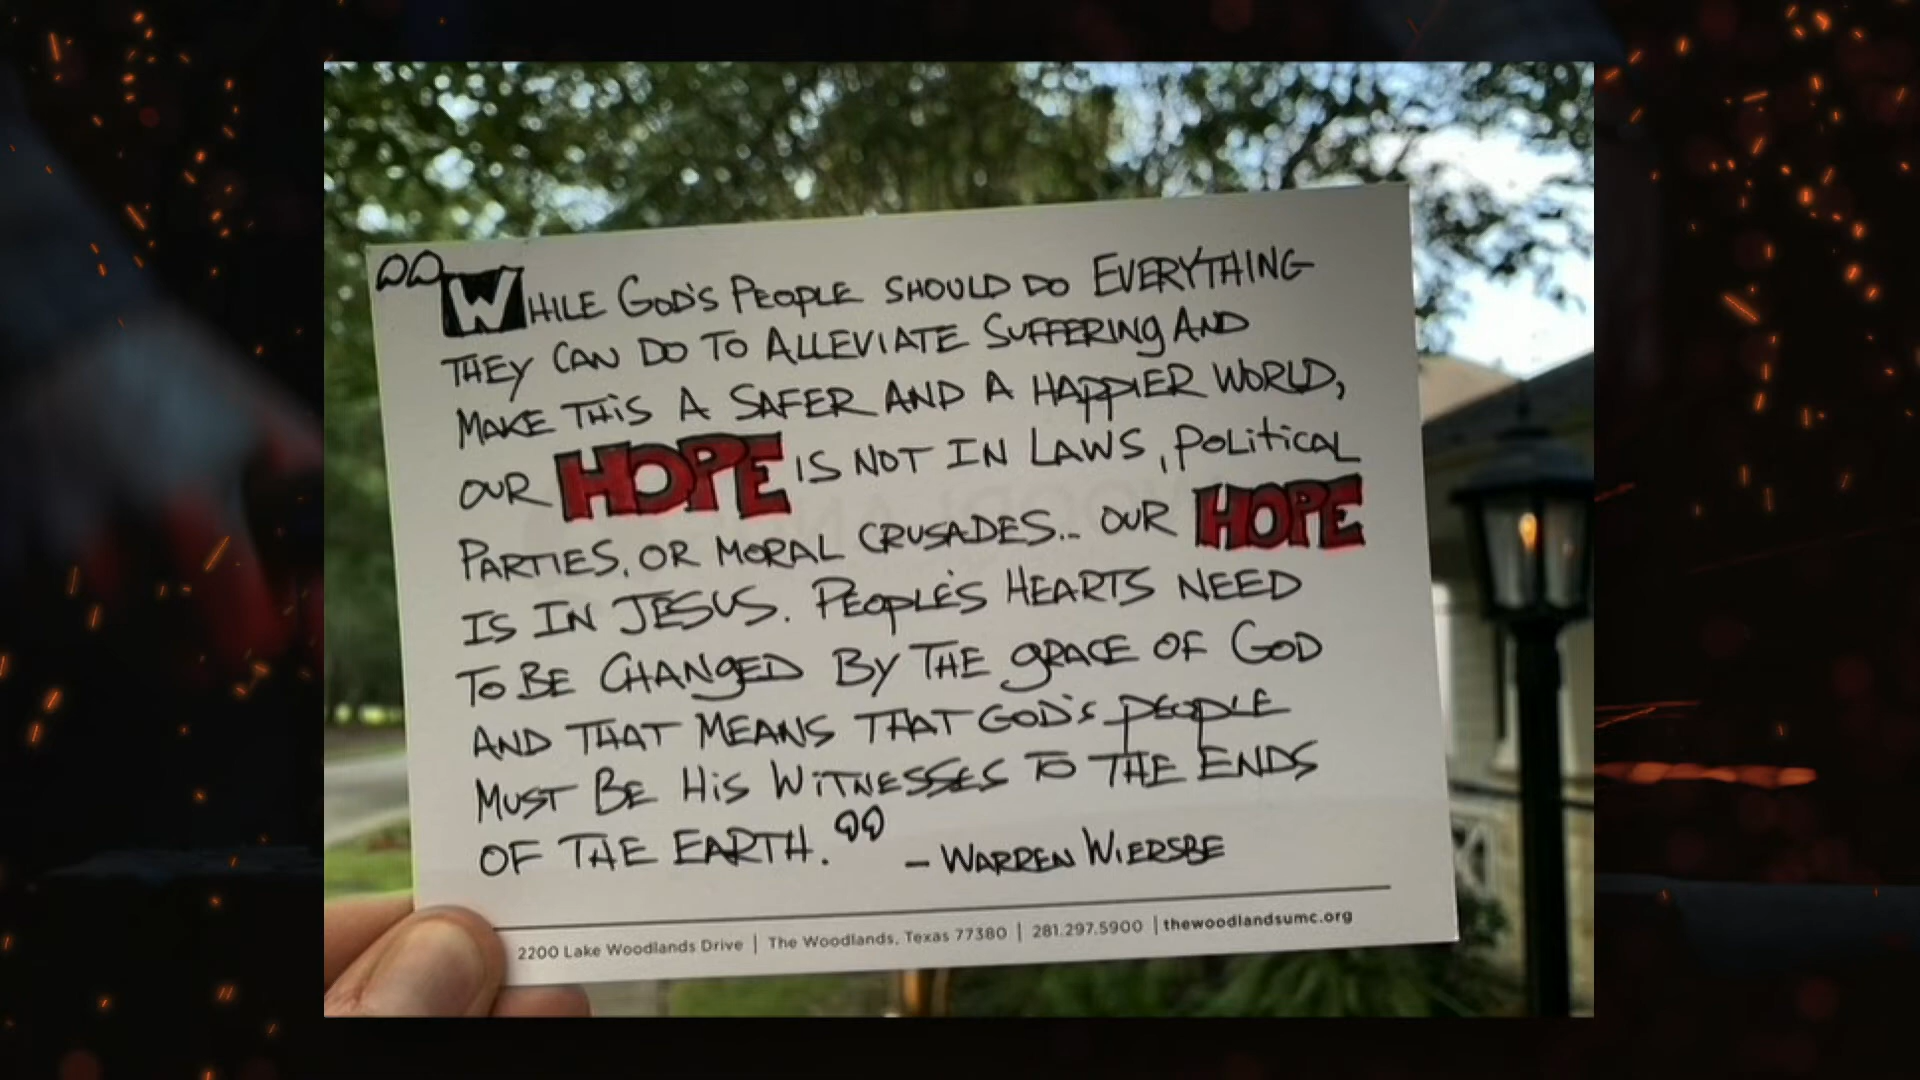 "WHILE GOD'S PEOPLE SHOULD DO EVERYTHING
THEY CAN DO TO ALLEVIATE SUFFERING AND
MAKE THIS A SAFER AND A HAPPIER WORLD,
OUR HOPE IS NOT IN LAWS, POLITICAL
PARTIES, OR MORAL CRUSADES... OUR HOPE
IS IN JESUS. PEOPLE'S HEARTS NEED
TO BE CHANGED BY THE GRACE OF GOD
AND THAT MEANS THAT GOD'S PEOPLE
MUST BE HIS WITNESSES TO THE ENDS
OF THE EARTH."
- WARREN WIERSBE
2200 Lake Woodlands Drive | The Woodlands, Texas 77380 | 281.297.5900 | thewoodlandsumc.org